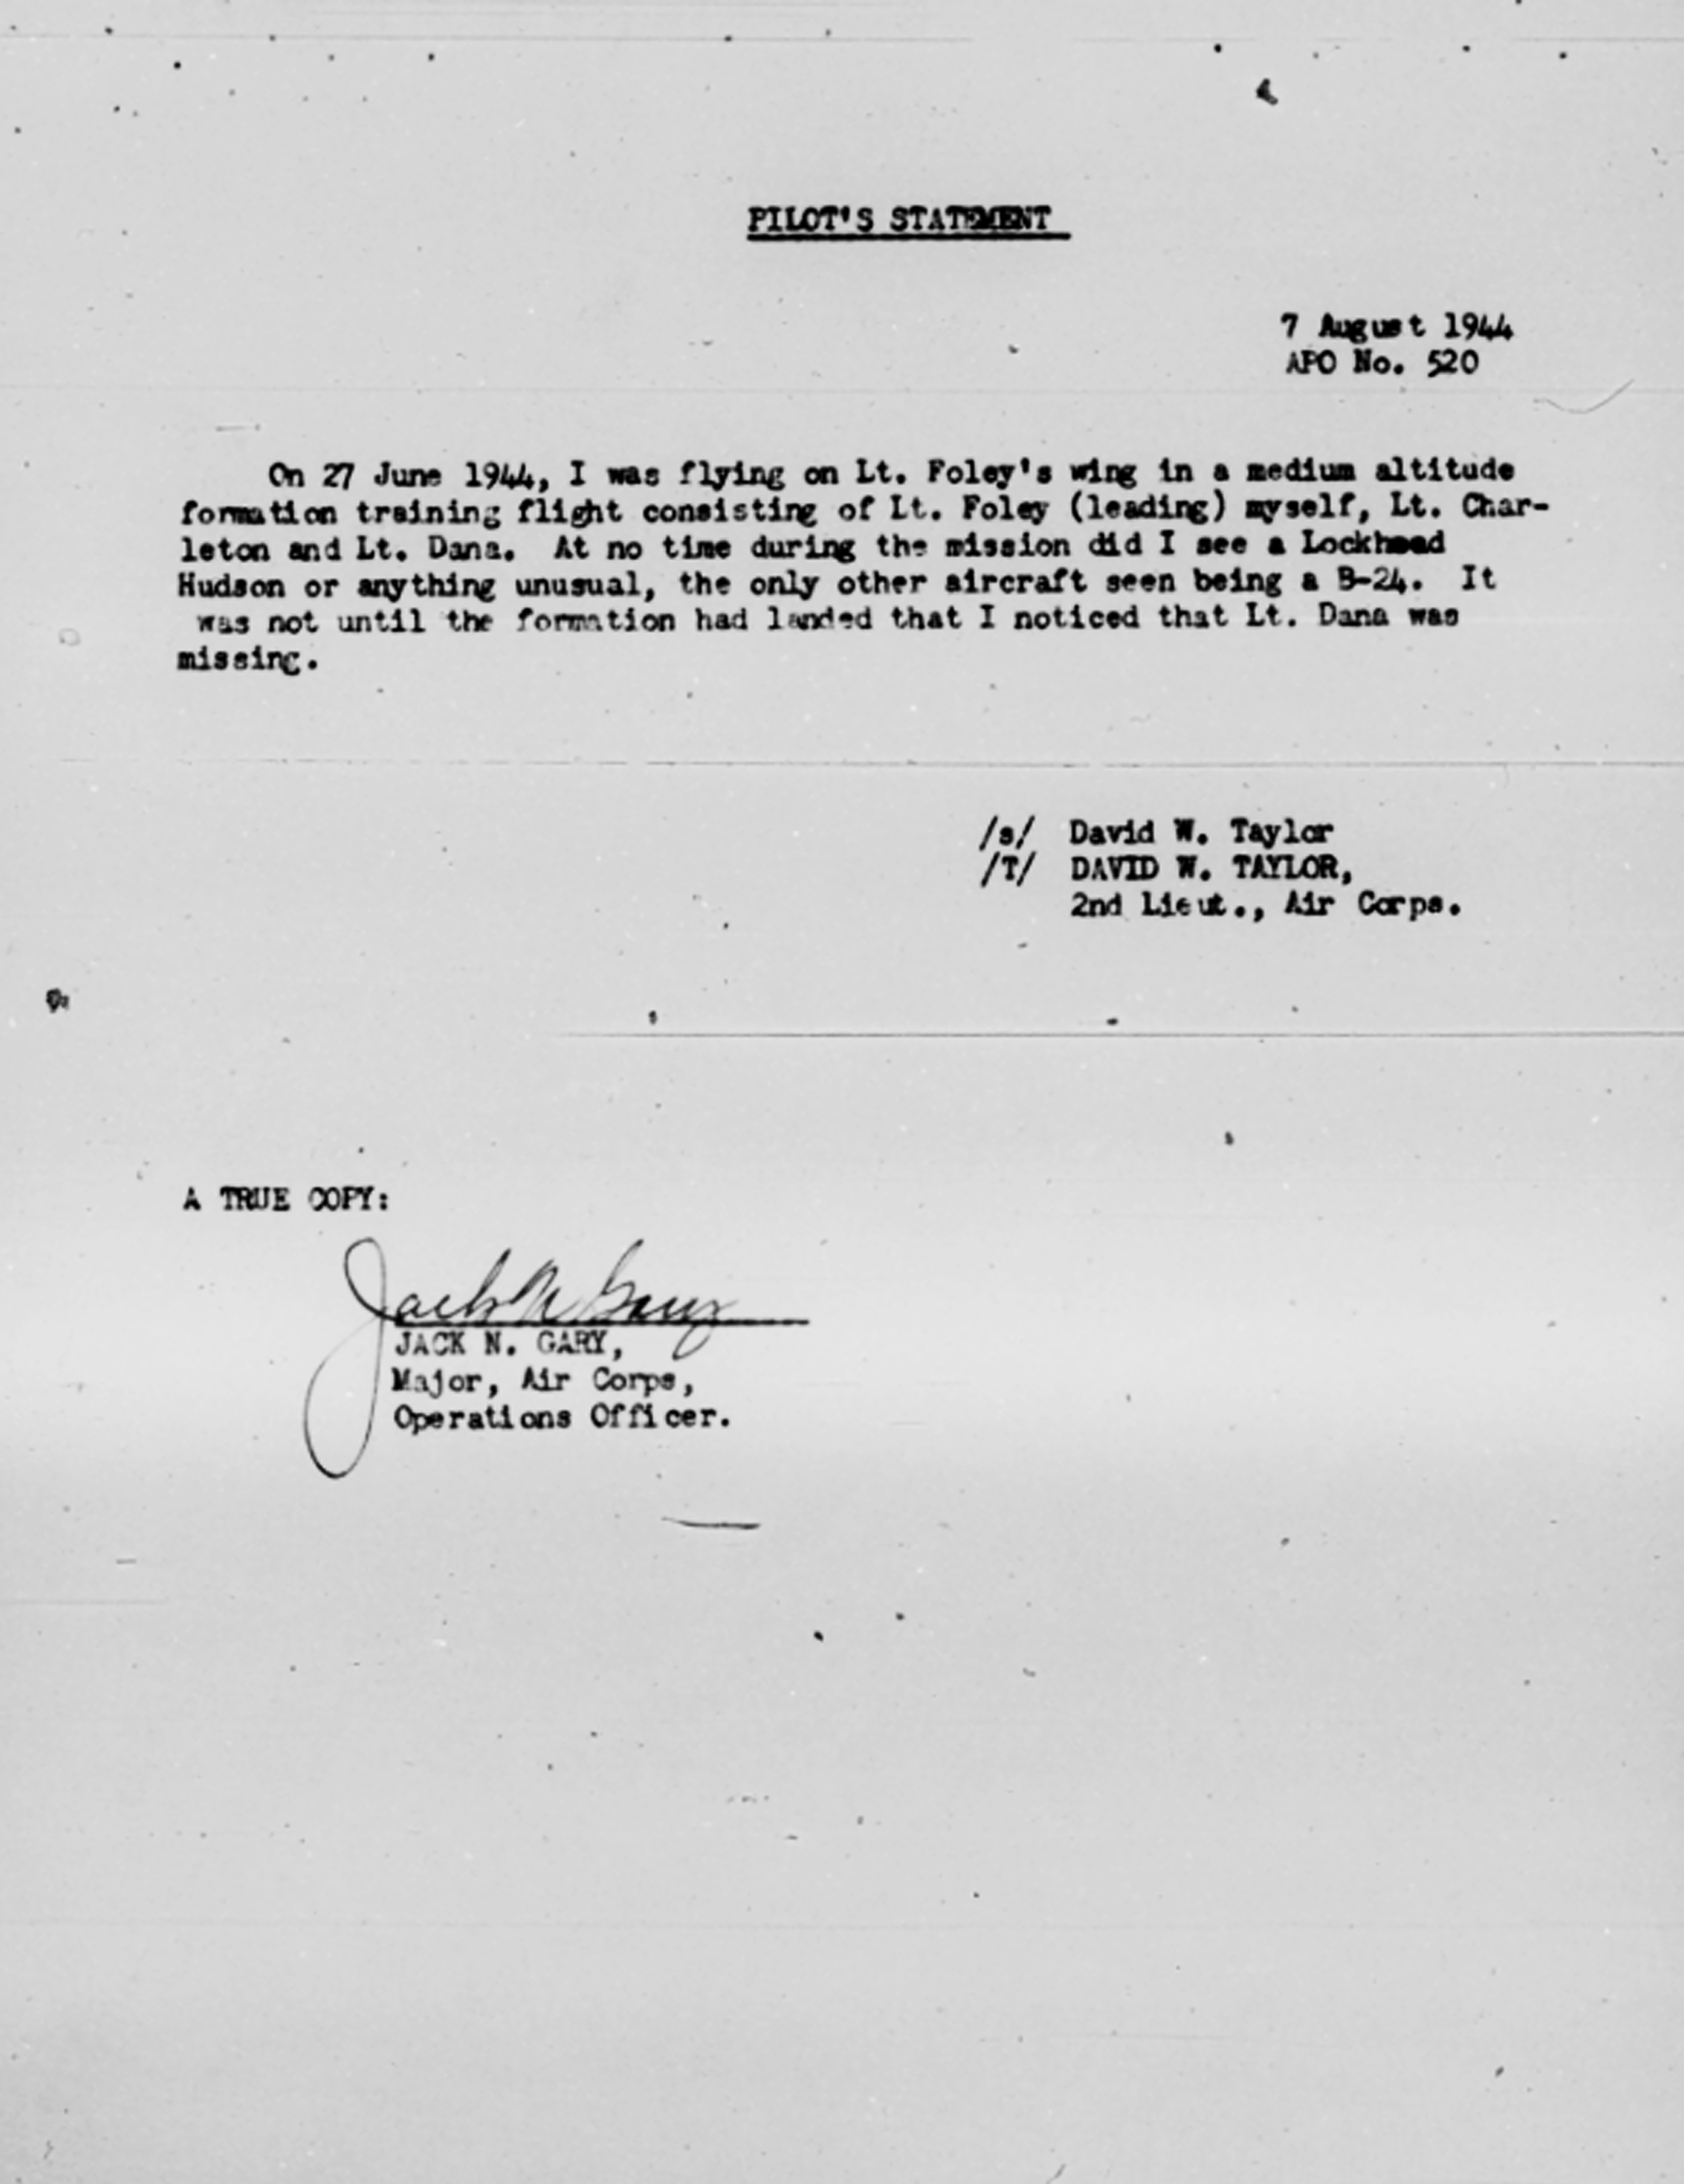 PILOT'S STATEMENT
7 August 1944
APO No. 520
On 27 June 1944, I was flying on Lt. Foley's wing in a medium altitude
formation training flight consisting of Lt. Foley (leading) myself, Lt. Char-
leton and Lt. Dana. At no time during the mission did I see a Lockheed
Hudson or anything unusual, the only other aircraft seen being a B-24. It
was not until the formation had landed that I noticed that Lt. Dana was
missing.
/s/ David W. Taylor
/T/ DAVID W. TAYLOR,
2nd Lieut., Air Corps.
A TRUE COPY:
Jack N Gary
JACK N. GARY,
Major, Air Corps,
Operations Officer.